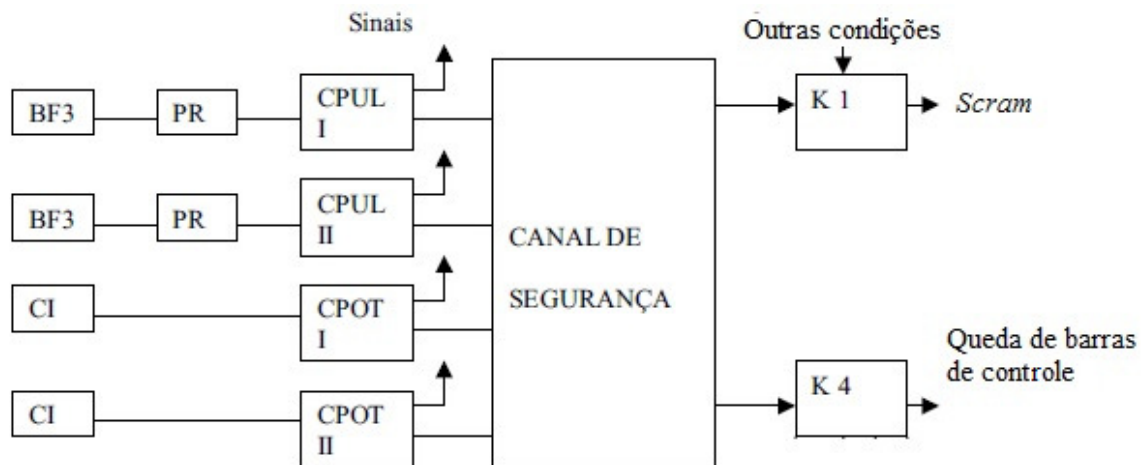 Sinais
Outras condições
BF3
PR
CPUL
I
K 1
Scram
BF3
PR
CPUL
II
CANAL DE
SEGURANÇA
CI
CPOT
I
Queda de barras
de controle
K 4
CI
CPOT
II